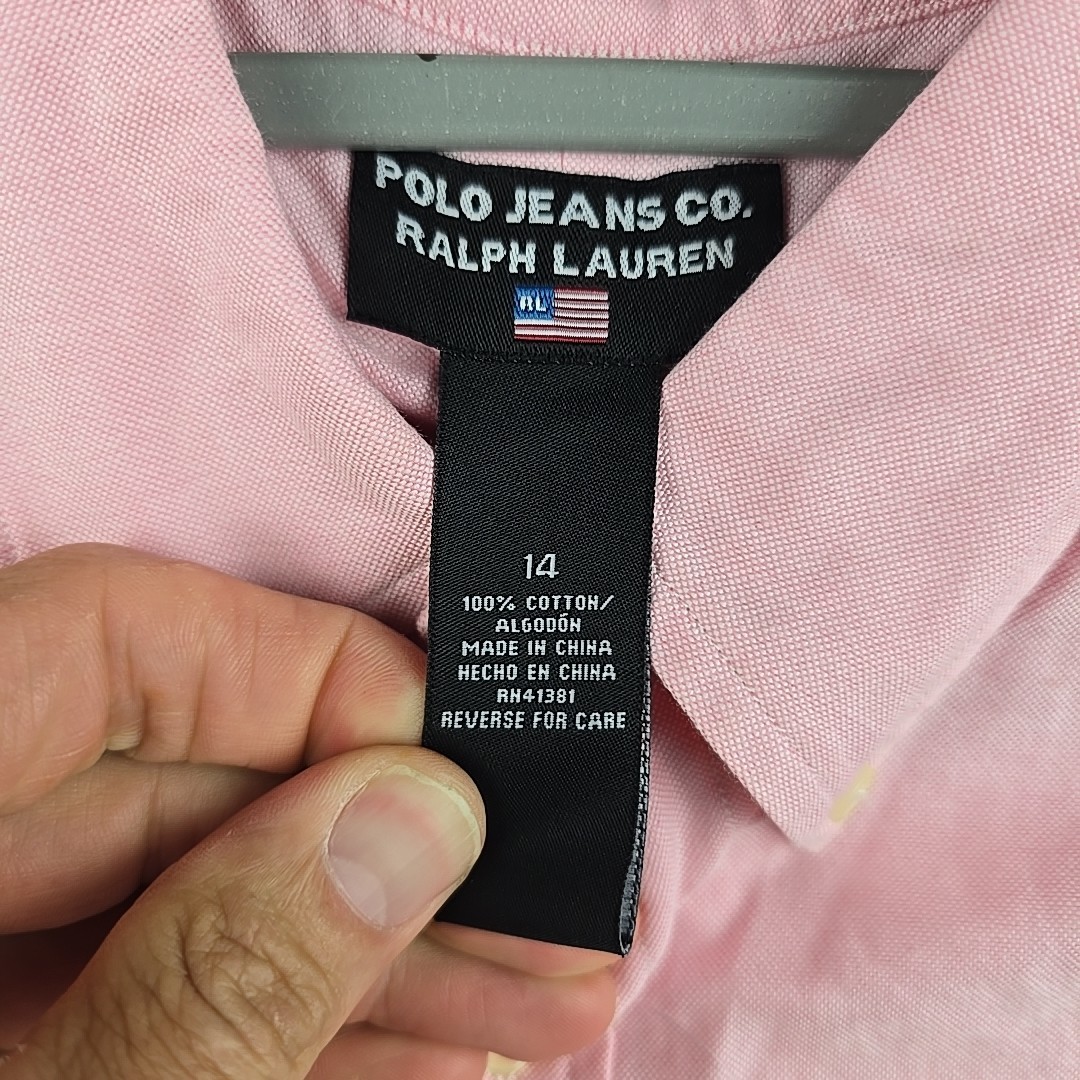 POLO JEANS CO.
RALPH LAUREN
RL
14
100% COTTON/
ALGODÓN
MADE IN CHINA
HECHO EN CHINA
RN41381
REVERSE FOR CARE